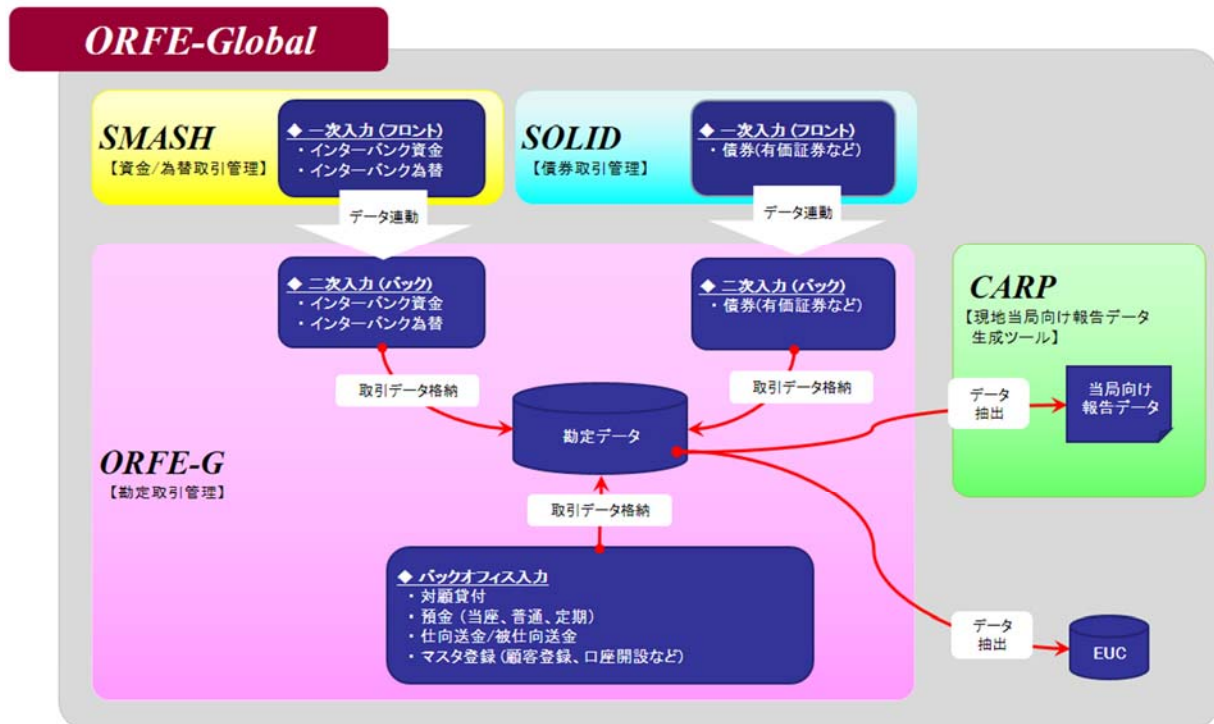 ORFE-Global
SMASH
【資金/為替取引管理】
◆ 一次入力(フロント)
・インターバンク資金
・インターバンク為替
SOLID
【債券取引管理】
◆ 一次入力(フロント)
・債券(有価証券など)
データ連動
データ連動
◆ 二次入力(バック)
・インターバンク資金
・インターバンク為替
◆ 二次入力(バック)
・債券(有価証券など)
CARP
【現地当局向け報告データ
生成ツール】
取引データ格納
取引データ格納
データ
抽出
当局向け
報告データ
勘定データ
ORFE-G
【勘定取引管理】
取引データ格納
◆ バックオフィス入力
・対顧貸付
・預金(当座、普通、定期)
・仕向送金/被仕向送金
・マスタ登録(顧客登録、口座開設など)
データ
抽出
EUC